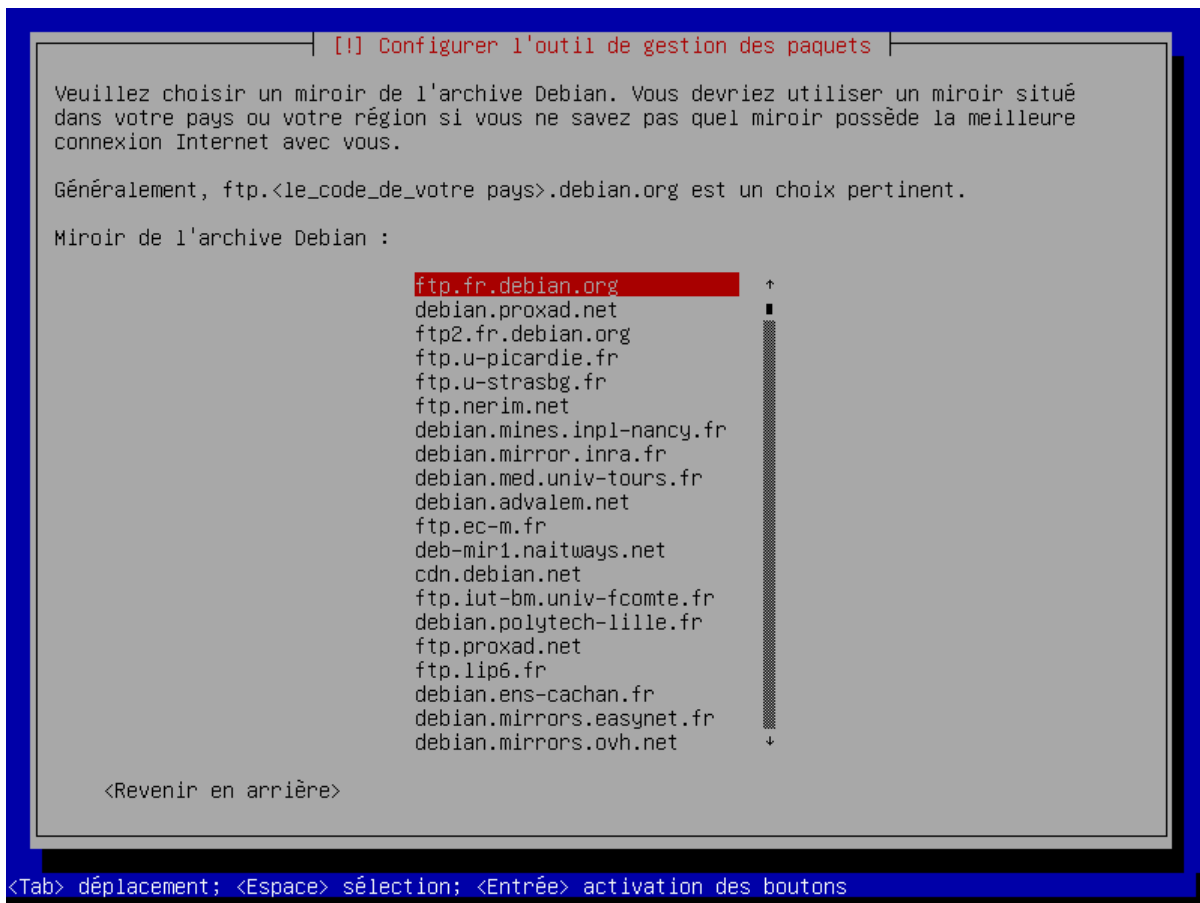 [!] Configurer l'outil de gestion des paquets
Veuillez choisir un miroir de l'archive Debian. Vous devriez utiliser un miroir situé
dans votre pays ou votre région si vous ne savez pas quel miroir possède la meilleure
connexion Internet avec vous.
Généralement, ftp.<le_code_de_votre pays>.debian.org est un choix pertinent.
Miroir de l'archive Debian :
ftp.fr.debian.org
debian.proxad.net
ftp2.fr.debian.org
ftp.u-picardie.fr
ftp.u-strasbg.fr
ftp.nerim.net
debian.mines.inpl-nancy.fr
debian.mirror.inra.fr
debian.med.univ-tours.fr
debian.advalem.net
ftp.ec-m.fr
deb-mir1.naitways.net
cdn.debian.net
ftp.iut-bm.univ-fcomte.fr
debian.polytech-lille.fr
ftp.proxad.net
ftp.lip6.fr
debian.ens-cachan.fr
debian.mirrors.easynet.fr
debian.mirrors.ovh.net
<Revenir en arrière>
<Tab> déplacement; <Espace> sélection; <Entrée> activation des boutons